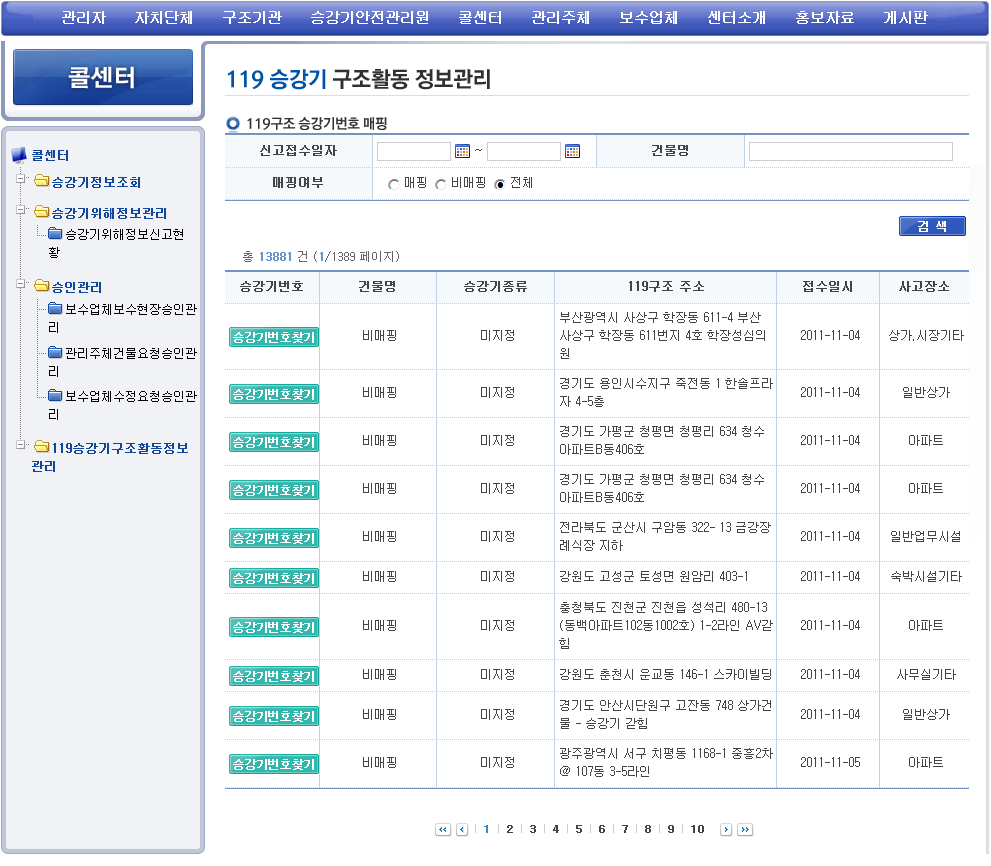 관리자 자치단체 구조기관 승강기안전관리원 콜센터 관리주체 보수업체 센터소개 홍보자료 게시판
콜센터
콜센터
승강기정보조회
승강기위해정보관리
승강기위해정보신고현
황
승인관리
보수업체보수현장승인관
리
관리주체건물요청승인관
리
보수업체수정요청승인관
리
119승강기구조활동정보
관리
119 승강기 구조활동 정보관리
119구조 승강기번호 매핑
신고접수일자 ~ 건물명
매핑여부 매핑 비매핑 전체
검 색
총 13881 건 (1/1389 페이지)
승강기번호 건물명 승강기종류 119구조 주소 접수일시 사고장소
승강기번호찾기 비매핑 미지정 부산광역시 사상구 학장동 611-4 부산
사상구 학장동 611번지 4호 학장성심의
원 2011-11-04 상가,시장기타
승강기번호찾기 비매핑 미지정 경기도 용인시수지구 죽전동 1 한솔프라
자 4-5층 2011-11-04 일반상가
승강기번호찾기 비매핑 미지정 경기도 가평군 청평면 청평리 634 청수
아파트B동406호 2011-11-04 아파트
승강기번호찾기 비매핑 미지정 경기도 가평군 청평면 청평리 634 청수
아파트B동406호 2011-11-04 아파트
승강기번호찾기 비매핑 미지정 전라북도 군산시 구암동 322- 13 금강장
례식장 지하 2011-11-04 일반업무시설
승강기번호찾기 비매핑 미지정 강원도 고성군 토성면 원암리 403-1 2011-11-04 숙박시설기타
승강기번호찾기 비매핑 미지정 충청북도 진천군 진천읍 성석리 480-13
(동백아파트102동1002호) 1-2라인 AV갇
힘 2011-11-04 아파트
승강기번호찾기 비매핑 미지정 강원도 춘천시 운교동 146-1 스카이빌딩 2011-11-04 사무실기타
승강기번호찾기 비매핑 미지정 경기도 안산시단원구 고잔동 748 상가건
물 - 승강기 갇힘 2011-11-04 일반상가
승강기번호찾기 비매핑 미지정 광주광역시 서구 치평동 1168-1 중흥2차
@ 107동 3-5라인 2011-11-05 아파트
1 2 3 4 5 6 7 8 9 10